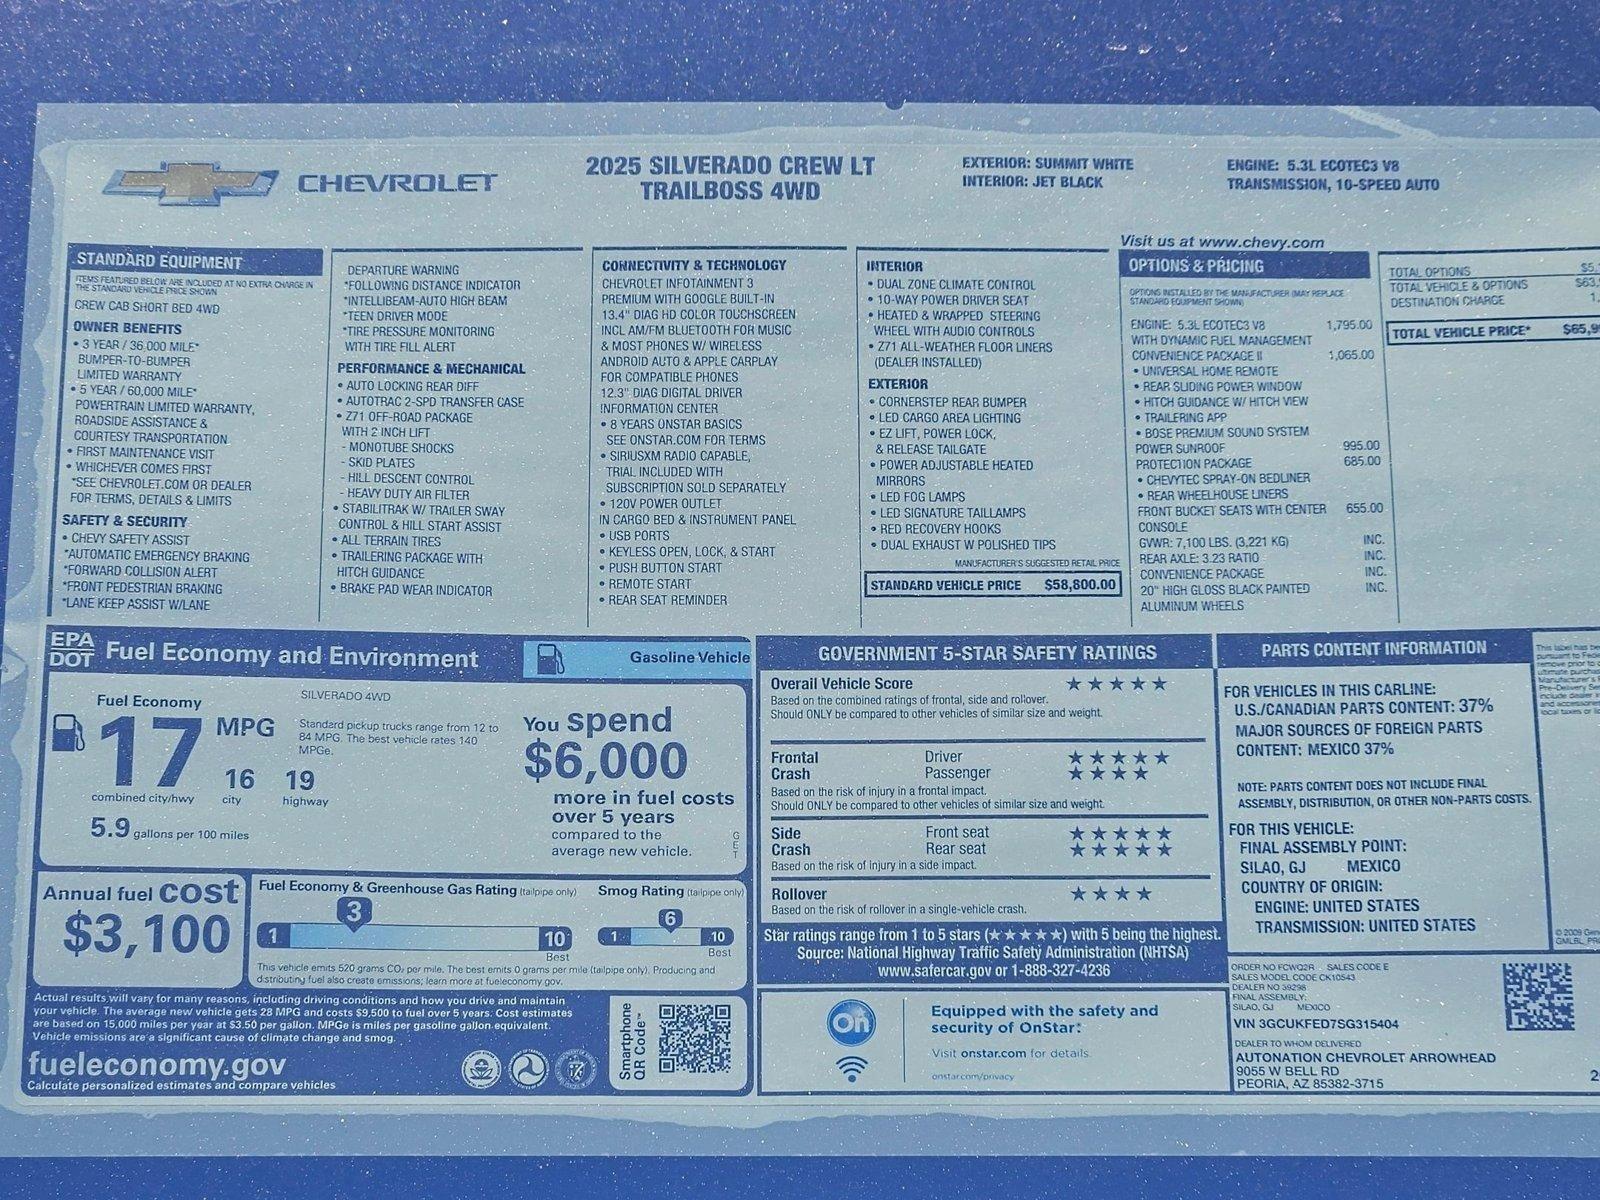 CHEVROLET
2025 SILVERADO CREW LT
TRAILBOSS 4WD
EXTERIOR: SUMMIT WHITE
INTERIOR: JET BLACK
ENGINE: 5.3L ECOTEC3 V8
TRANSMISSION, 10-SPEED AUTO
STANDARD EQUIPMENT
ITEMS FEATURED BELOW ARE INCLUDED AT NO EXTRA CHARGE IN
THE STANDARD VEHICLE PRICE SHOWN
CREW CAB SHORT BED 4WD
OWNER BENEFITS
• 3 YEAR / 36,000 MILE*
BUMPER-TO-BUMPER
LIMITED WARRANTY
• 5 YEAR / 60,000 MILE*
POWERTRAIN LIMITED WARRANTY,
ROADSIDE ASSISTANCE &
COURTESY TRANSPORTATION
• FIRST MAINTENANCE VISIT
• WHICHEVER COMES FIRST
*SEE CHEVROLET.COM OR DEALER
FOR TERMS, DETAILS & LIMITS
SAFETY & SECURITY
• CHEVY SAFETY ASSIST
*AUTOMATIC EMERGENCY BRAKING
*FORWARD COLLISION ALERT
*FRONT PEDESTRIAN BRAKING
*LANE KEEP ASSIST W/LANE
DEPARTURE WARNING
*FOLLOWING DISTANCE INDICATOR
*INTELLIBEAM-AUTO HIGH BEAM
*TEEN DRIVER MODE
*TIRE PRESSURE MONITORING
WITH TIRE FILL ALERT
PERFORMANCE & MECHANICAL
• AUTO LOCKING REAR DIFF
• AUTOTRAC 2-SPD TRANSFER CASE
• Z71 OFF-ROAD PACKAGE
WITH 2 INCH LIFT
- MONOTUBE SHOCKS
- SKID PLATES
- HILL DESCENT CONTROL
- HEAVY DUTY AIR FILTER
• STABILITRAK W/ TRAILER SWAY
CONTROL & HILL START ASSIST
• ALL TERRAIN TIRES
• TRAILERING PACKAGE WITH
HITCH GUIDANCE
• BRAKE PAD WEAR INDICATOR
CONNECTIVITY & TECHNOLOGY
CHEVROLET INFOTAINMENT 3
PREMIUM WITH GOOGLE BUILT-IN
13.4" DIAG HD COLOR TOUCHSCREEN
INCL AM/FM BLUETOOTH FOR MUSIC
& MOST PHONES W/ WIRELESS
ANDROID AUTO & APPLE CARPLAY
FOR COMPATIBLE PHONES
12.3" DIAG DIGITAL DRIVER
INFORMATION CENTER
• 8 YEARS ONSTAR BASICS
SEE ONSTAR.COM FOR TERMS
• SIRIUSXM RADIO CAPABLE,
TRIAL INCLUDED WITH
SUBSCRIPTION SOLD SEPARATELY
• 120V POWER OUTLET
IN CARGO BED & INSTRUMENT PANEL
• USB PORTS
• KEYLESS OPEN, LOCK, & START
• PUSH BUTTON START
• REMOTE START
• REAR SEAT REMINDER
INTERIOR
• DUAL ZONE CLIMATE CONTROL
• 10-WAY POWER DRIVER SEAT
• HEATED & WRAPPED STEERING
WHEEL WITH AUDIO CONTROLS
• Z71 ALL-WEATHER FLOOR LINERS
(DEALER INSTALLED)
EXTERIOR
• CORNERSTEP REAR BUMPER
• LED CARGO AREA LIGHTING
• EZ LIFT, POWER LOCK,
& RELEASE TAILGATE
• POWER ADJUSTABLE HEATED
MIRRORS
• LED FOG LAMPS
• LED SIGNATURE TAILLAMPS
• RED RECOVERY HOOKS
• DUAL EXHAUST W POLISHED TIPS
MANUFACTURER'S SUGGESTED RETAIL PRICE
STANDARD VEHICLE PRICE $58,800.00
Visit us at www.chevy.com
OPTIONS & PRICING
OPTIONS INSTALLED BY THE MANUFACTURER (MAY REPLACE
STANDARD EQUIPMENT SHOWN)
ENGINE: 5.3L ECOTEC3 V8 1,795.00
WITH DYNAMIC FUEL MANAGEMENT
CONVENIENCE PACKAGE II 1,065.00
• UNIVERSAL HOME REMOTE
• REAR SLIDING POWER WINDOW
• HITCH GUIDANCE W/ HITCH VIEW
• TRAILERING APP
• BOSE PREMIUM SOUND SYSTEM
POWER SUNROOF 995.00
PROTECTION PACKAGE 685.00
• CHEVYTEC SPRAY-ON BEDLINER
• REAR WHEELHOUSE LINERS
FRONT BUCKET SEATS WITH CENTER 655.00
CONSOLE
GVWR: 7,100 LBS. (3,221 KG) INC.
REAR AXLE: 3.23 RATIO INC.
CONVENIENCE PACKAGE INC.
20" HIGH GLOSS BLACK PAINTED INC.
ALUMINUM WHEELS
TOTAL OPTIONS
TOTAL VEHICLE & OPTIONS
DESTINATION CHARGE
TOTAL VEHICLE PRICE*
EPA
DOT
Fuel Economy and Environment
Gasoline Vehicle
Fuel Economy
SILVERADO 4WD
17 MPG
16 19
combined city/hwy city highway
Standard pickup trucks range from 12 to
84 MPG. The best vehicle rates 140
MPGe.
5.9 gallons per 100 miles
You spend
$6,000
more in fuel costs
over 5 years
compared to the
average new vehicle.
G
E
T
Annual fuel cost
$3,100
Fuel Economy & Greenhouse Gas Rating (tailpipe only)
3
1 10
Best
Smog Rating (tailpipe only)
6
1 10
Best
This vehicle emits 520 grams CO₂ per mile. The best emits 0 grams per mile (tailpipe only). Producing and
distributing fuel also create emissions; learn more at fueleconomy.gov.
Actual results will vary for many reasons, including driving conditions and how you drive and maintain
your vehicle. The average new vehicle gets 28 MPG and costs $9,500 to fuel over 5 years. Cost estimates
are based on 15,000 miles per year at $3.50 per gallon. MPGe is miles per gasoline gallon equivalent.
Vehicle emissions are a significant cause of climate change and smog.
fueleconomy.gov
Calculate personalized estimates and compare vehicles
Smartphone
QR Code™
GOVERNMENT 5-STAR SAFETY RATINGS
Overall Vehicle Score ★★★★★
Based on the combined ratings of frontal, side and rollover.
Should ONLY be compared to other vehicles of similar size and weight.
Frontal Driver ★★★★★
Crash Passenger ★★★★
Based on the risk of injury in a frontal impact.
Should ONLY be compared to other vehicles of similar size and weight.
Side Front seat ★★★★★
Crash Rear seat ★★★★★
Based on the risk of injury in a side impact.
Rollover ★★★★
Based on the risk of rollover in a single-vehicle crash.
Star ratings range from 1 to 5 stars (★★★★★) with 5 being the highest.
Source: National Highway Traffic Safety Administration (NHTSA)
www.safercar.gov or 1-888-327-4236
On
Equipped with the safety and
security of OnStar.
Visit onstar.com for details.
onstar.com/privacy
PARTS CONTENT INFORMATION
FOR VEHICLES IN THIS CARLINE:
U.S./CANADIAN PARTS CONTENT: 37%
MAJOR SOURCES OF FOREIGN PARTS
CONTENT: MEXICO 37%
NOTE: PARTS CONTENT DOES NOT INCLUDE FINAL
ASSEMBLY, DISTRIBUTION, OR OTHER NON-PARTS COSTS.
FOR THIS VEHICLE:
FINAL ASSEMBLY POINT:
SILAO, GJ MEXICO
COUNTRY OF ORIGIN:
ENGINE: UNITED STATES
TRANSMISSION: UNITED STATES
ORDER NO FCWQ2R SALES CODE E
SALES MODEL CODE CK10543
DEALER NO 39298
FINAL ASSEMBLY:
SILAO, GJ MEXICO
VIN 3GCUKFED7SG315404
DEALER TO WHOM DELIVERED
AUTONATION CHEVROLET ARROWHEAD
9055 W BELL RD
PEORIA, AZ 85382-3715